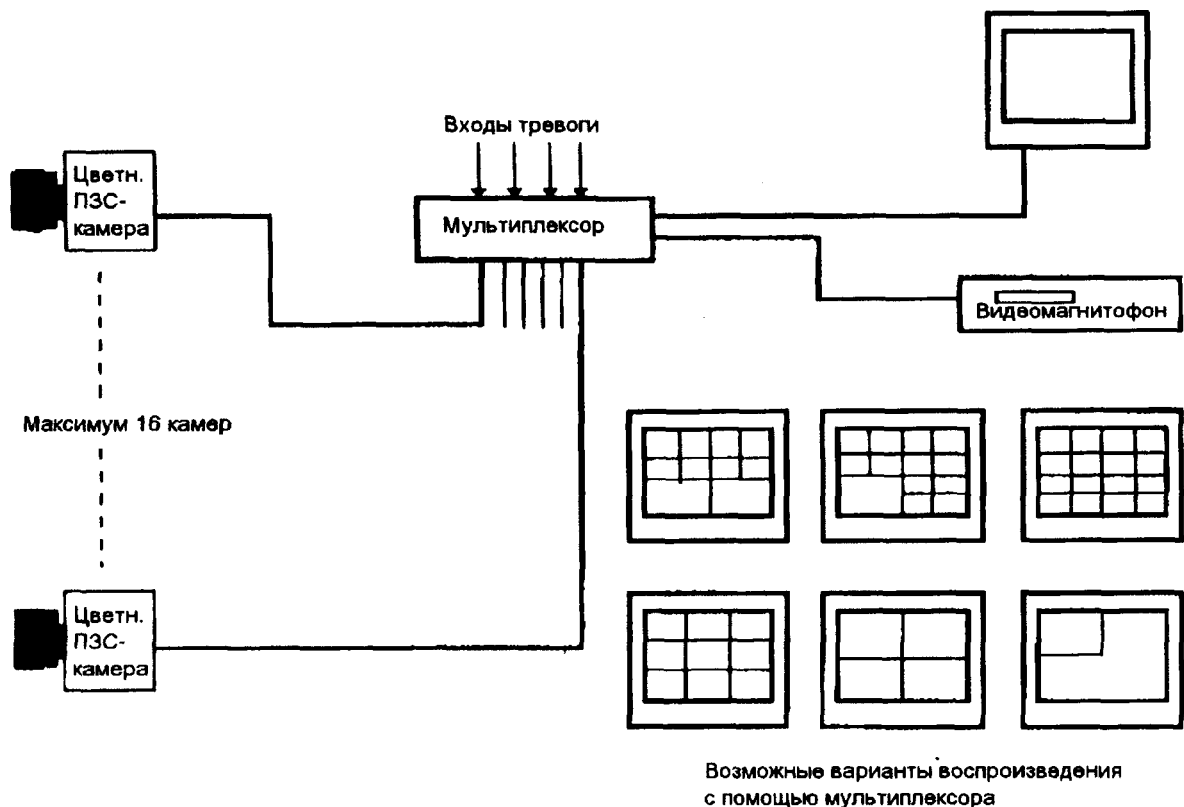 Входы тревоги
Цветн.
ПЗС-
камера
Мультиплексор
Видеомагнитофон
Максимум 16 камер
Цветн.
ПЗС-
камера
Возможные варианты воспроизведения
с помощью мультиплексора